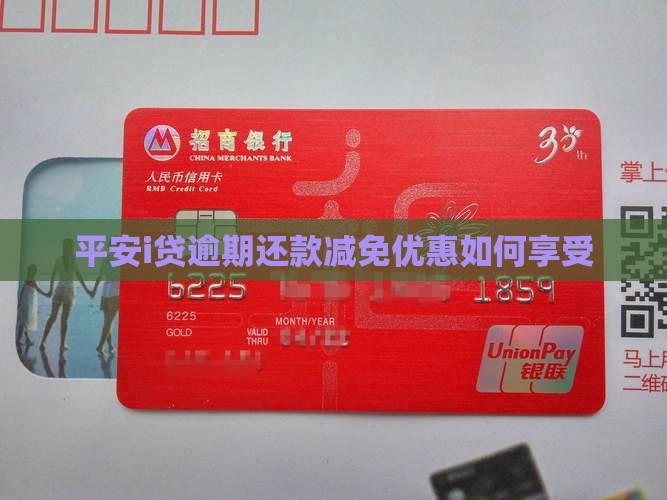 招商银行
CHINA MERCHANTS BANK
人民币信用卡
RMB Credit Card
30th
掌上
平安i贷逾期还款减免优惠如何享受
6225 1859
6225
GOLD
VALID
THRU
MONTH/YEAR
UnionPay
银联
马上用
二维码